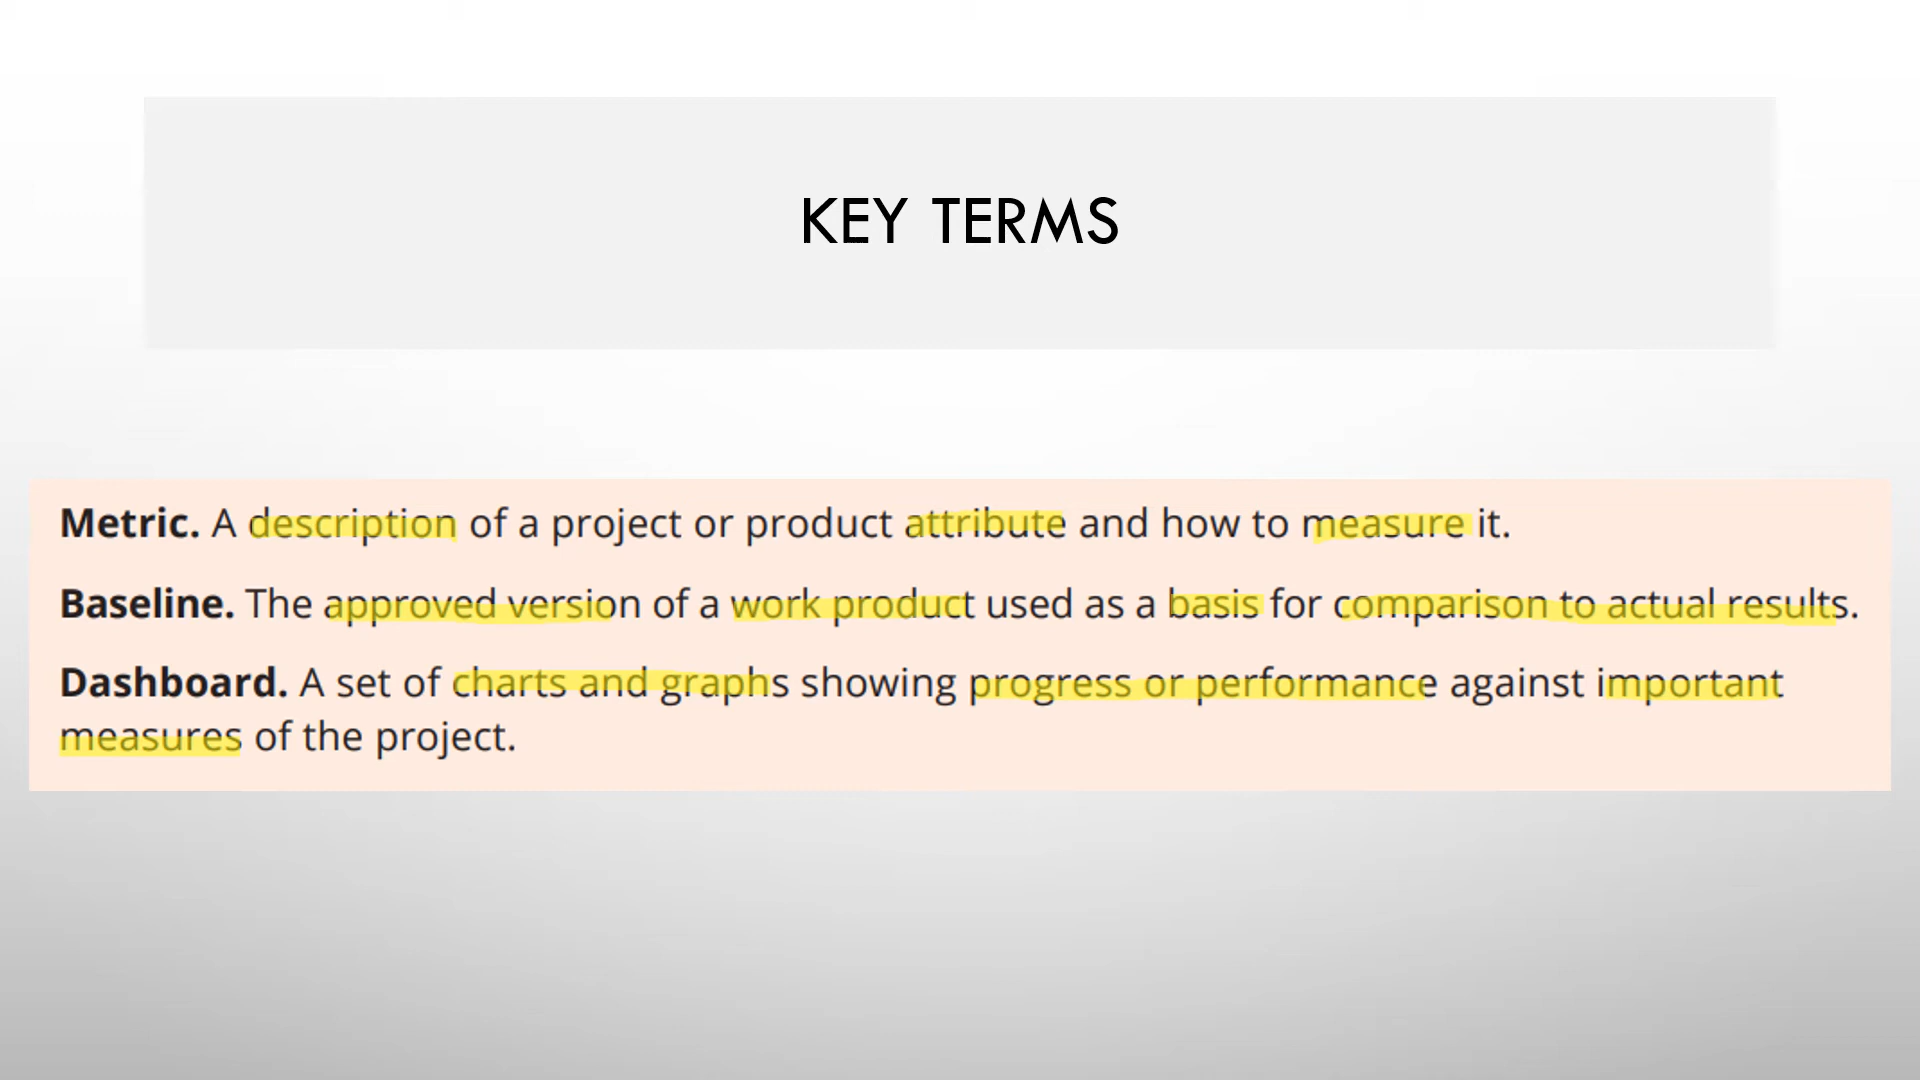 KEY TERMS
Metric. A description of a project or product attribute and how to measure it.
Baseline. The approved version of a work product used as a basis for comparison to actual results.
Dashboard. A set of charts and graphs showing progress or performance against important
measures of the project.